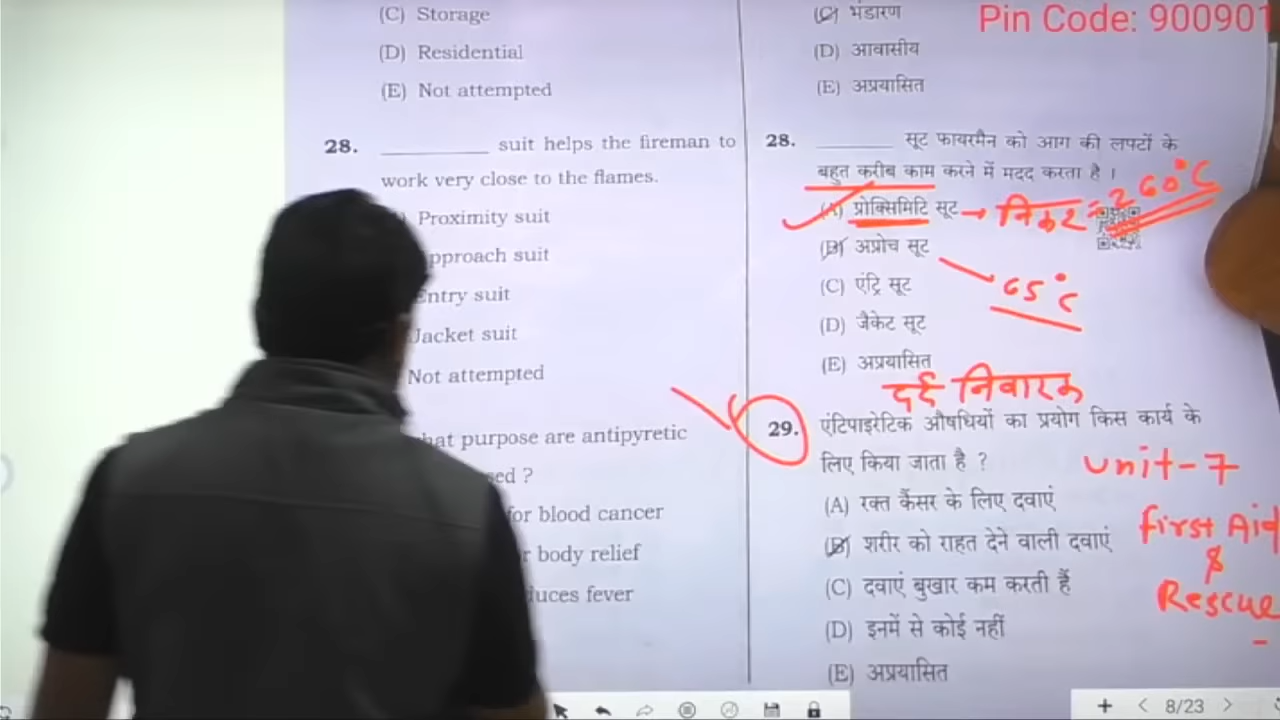 (C) Storage
(D) Residential
(E) Not attempted
28. ________ suit helps the fireman to
work very close to the flames.
Proximity suit
pproach suit
Entry suit
Jacket suit
Not attempted
hat purpose are antipyretic
sed ?
for blood cancer
r body relief
duces fever
Pin Code: 900901
(C) भंडारण
(D) आवासीय
(E) अप्रयासित
28. ________ सूट फायरमैन को आग की लपटों के
बहुत करीब काम करने में मदद करता है ।
(A) प्रोक्सिमिटि सूट → निकट = 260°C
(B) अप्रोच सूट
65°C
(C) एंट्रि सूट
(D) जैकेट सूट
(E) अप्रयासित
दर्द निवारक
29. एंटिपाइरेटिक औषधियों का प्रयोग किस कार्य के
लिए किया जाता है ?
unit-7
(A) रक्त कैंसर के लिए दवाएं
(B) शरीर को राहत देने वाली दवाएं
First Aid
&
Rescue
(C) दवाएं बुखार कम करती हैं
(D) इनमें से कोई नहीं
(E) अप्रयासित
8/23